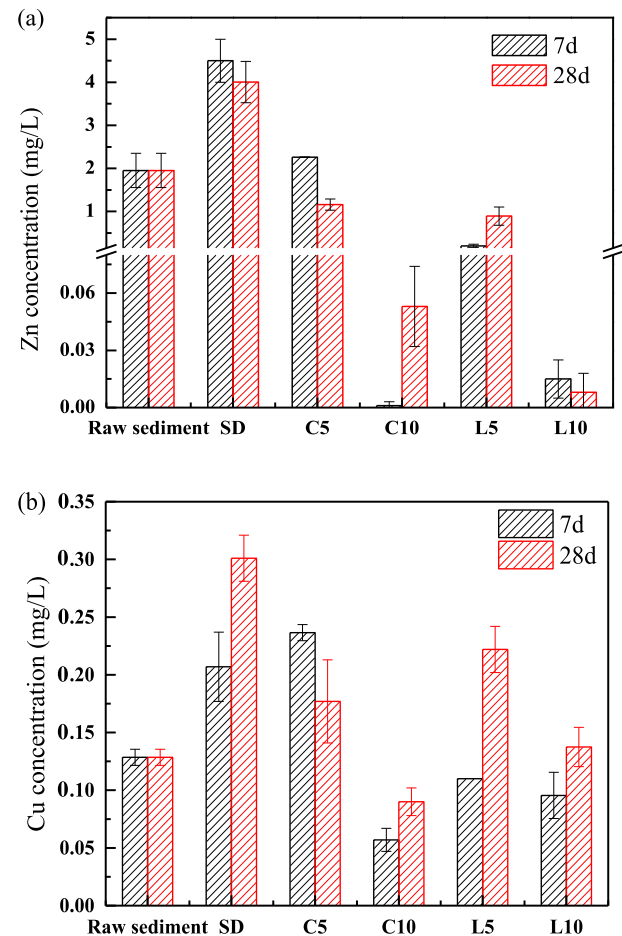 (a)
7d
28d
Zn concentration (mg/L)
5
4
3
2
1
0.06
0.03
0.00
Raw sediment SD C5 C10 L5 L10
(b)
7d
28d
Cu concentration (mg/L)
0.35
0.30
0.25
0.20
0.15
0.10
0.05
0.00
Raw sediment SD C5 C10 L5 L10